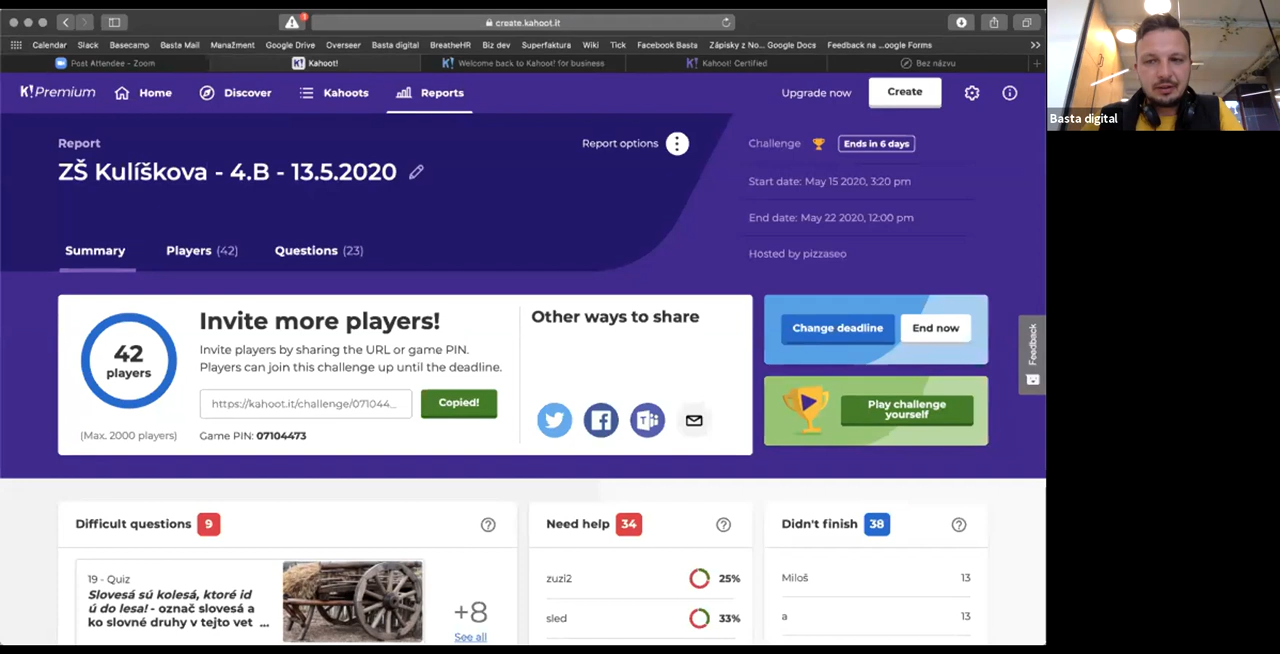 create.kahoot.it
Calendar Slack Basecamp Basta Mail Manažment Google Drive Overseer Basta digital BreatheHR Biz dev Superfaktura Wiki Tick Facebook Basta Zápisky z No... Google Docs Feedback na ...oogle Forms
Post Attendee - Zoom
Kahoot!
Welcome back to Kahoot! for business
Kahoot! Certified
Bez názvu
K! Premium Home Discover Kahoots Reports Upgrade now Create
Basta digital
Report
Report options
ZŠ Kulíškova - 4.B - 13.5.2020
Challenge Ends in 6 days
Start date: May 15 2020, 3:20 pm
End date: May 22 2020, 12:00 pm
Hosted by pizzaseo
Summary Players (42) Questions (23)
42
players
(Max. 2000 players)
Invite more players!
Invite players by sharing the URL or game PIN.
Players can join this challenge up until the deadline.
https://kahoot.it/challenge/071044... Copied!
Game PIN: 07104473
Other ways to share
Change deadline End now
Play challenge
yourself
Feedback
Difficult questions 9
19 - Quiz
Slovesá sú kolesá, ktoré id
ú do lesa! - označ slovesá a
ko slovné druhy v tejto vet ...
+8
See all
Need help 34
zuzi2 25%
sled 33%
Didn't finish 38
Miloš 13
a 13